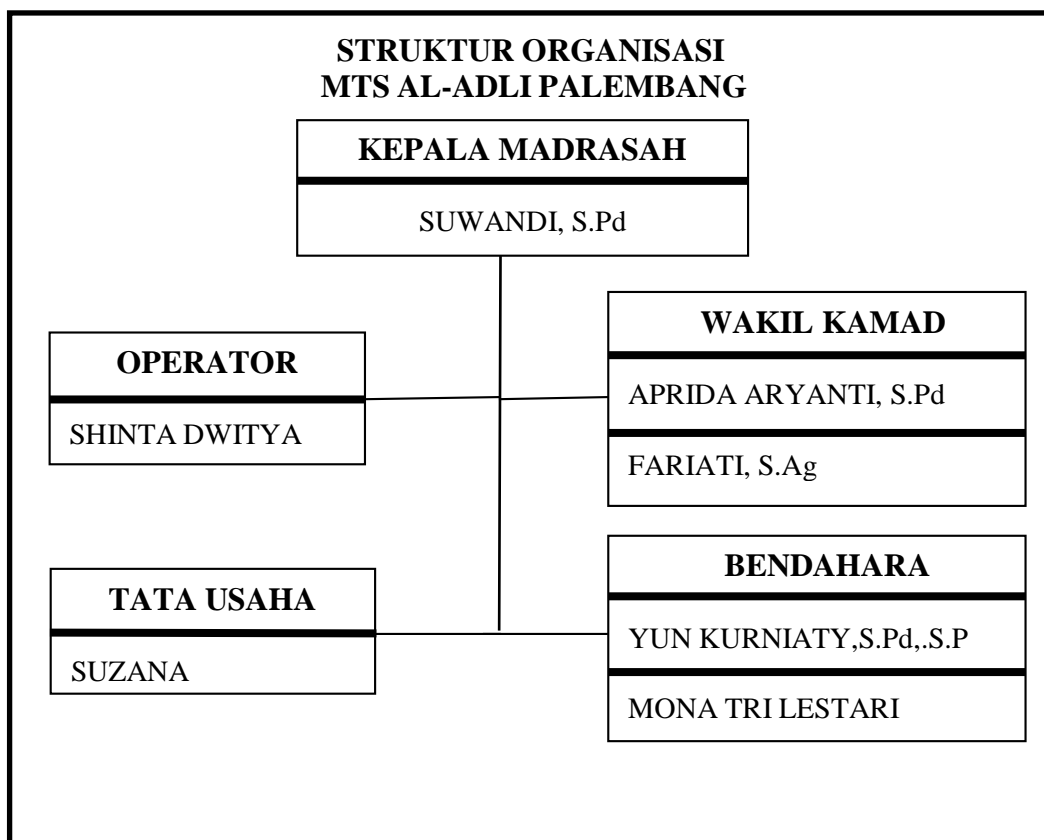 STRUKTUR ORGANISASI
MTS AL-ADLI PALEMBANG
KEPALA MADRASAH
SUWANDI, S.Pd
OPERATOR
SHINTA DWITYA
WAKIL KAMAD
APRIDA ARYANTI, S.Pd
FARIATI, S.Ag
TATA USAHA
SUZANA
BENDAHARA
YUN KURNIATY,S.Pd,.S.P
MONA TRI LESTARI